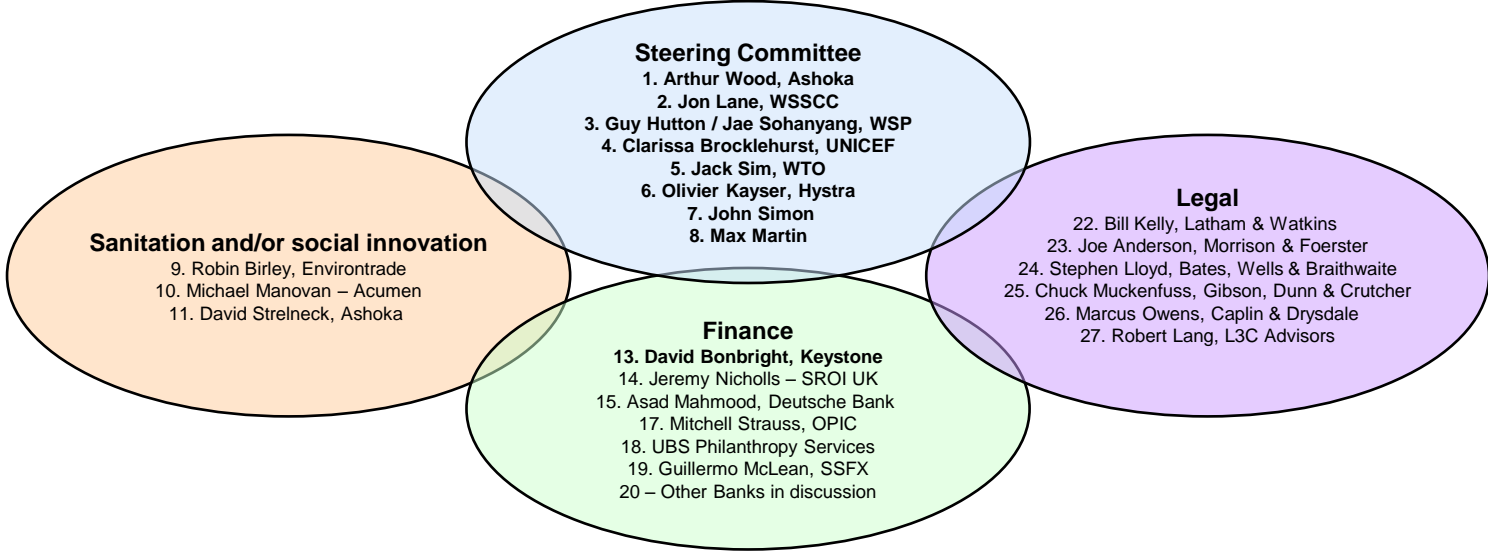 Steering Committee
1. Arthur Wood, Ashoka
2. Jon Lane, WSSCC
3. Guy Hutton / Jae Sohanyang, WSP
4. Clarissa Brocklehurst, UNICEF
5. Jack Sim, WTO
6. Olivier Kayser, Hystra
7. John Simon
8. Max Martin
Sanitation and/or social innovation
9. Robin Birley, Environtrade
10. Michael Manovan – Acumen
11. David Strelneck, Ashoka
Finance
13. David Bonbright, Keystone
14. Jeremy Nicholls – SROI UK
15. Asad Mahmood, Deutsche Bank
17. Mitchell Strauss, OPIC
18. UBS Philanthropy Services
19. Guillermo McLean, SSFX
20 – Other Banks in discussion
Legal
22. Bill Kelly, Latham & Watkins
23. Joe Anderson, Morrison & Foerster
24. Stephen Lloyd, Bates, Wells & Braithwaite
25. Chuck Muckenfuss, Gibson, Dunn & Crutcher
26. Marcus Owens, Caplin & Drysdale
27. Robert Lang, L3C Advisors